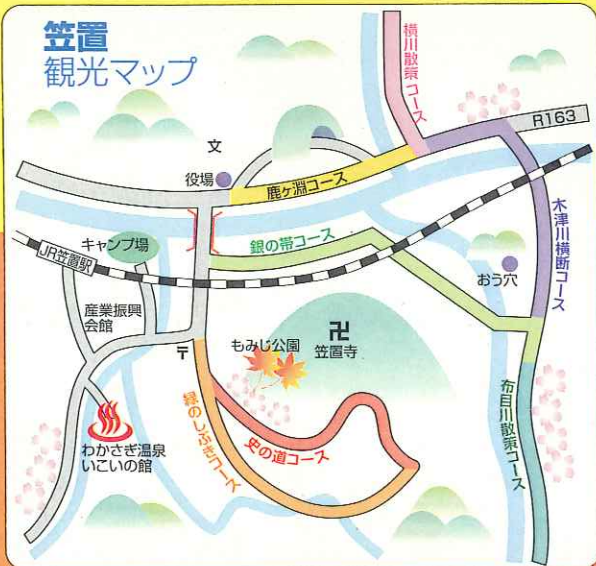 笠置
観光マップ
横川散策コース
R163
文
役場
鹿ヶ淵コース
木津川横断コース
キャンプ場
銀の帯コース
JR笠置駅
おう穴
産業振興
会館
〒
もみじ公園
卍
笠置寺
布目川散策コース
緑のしぶきコース
史の道コース
わかさぎ温泉
いこいの館